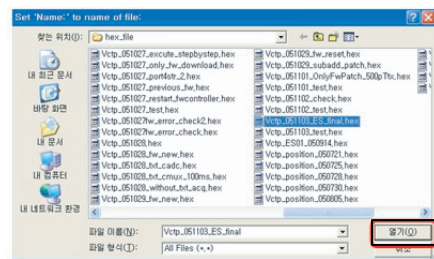 Set 'Name:' to name of file:
찾는 위치(I): hex_file
내 최근 문서
바탕 화면
내 문서
내 컴퓨터
내 네트워크 환경
Vctp_051027_excute_stepbystep.hex
Vctp_051027_only_fw_download.hex
Vctp_051027_port4str_2.hex
Vctp_051027_previous_fw.hex
Vctp_051027_restart_fwcontroller.hex
Vctp_051027_test.hex
Vctp_051027fw_error_check2.hex
Vctp_051027fw_error_check.hex
Vctp_051028.hex
Vctp_051028_fw_new.hex
Vctp_051028_txt_cadc.hex
Vctp_051028_txt_cmux_100ms.hex
Vctp_051028_without_txt_acq.hex
Vctp_051029_fw_new.hex
Vctp_051029_fw_reset.hex
Vctp_051029_subadd_patch.hex
Vctp_051101_OnlyFwPatch_500pTtx.hex
Vctp_051101_test.hex
Vctp_051102_check.hex
Vctp_051102_test.hex
Vctp_051103_ES_final.hex
Vctp_051103_test.hex
Vctp_ES01_050914.hex
Vctp_position_050721.hex
Vctp_position_050725.hex
Vctp_position_050728.hex
Vctp_position_050730.hex
Vctp_position_050805.hex
파일 이름(N): Vctp_051103_ES_final
열기(O)
파일 형식(T): All Files (*.*)
취소